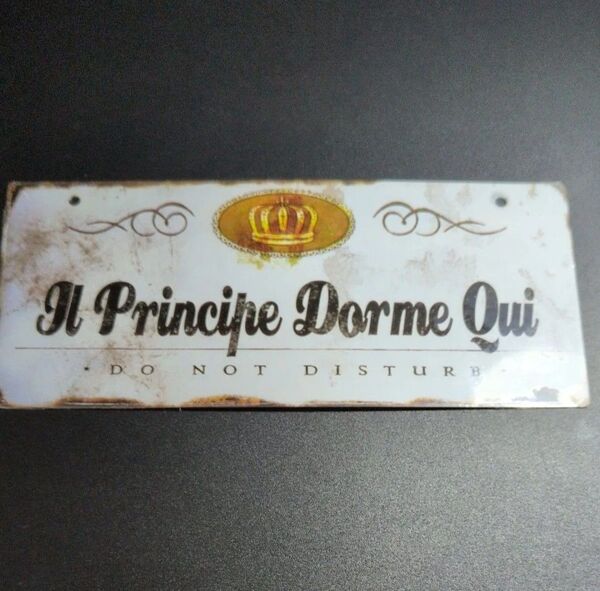 Il Principe Dorme Qui
· DO NOT DISTURB ·